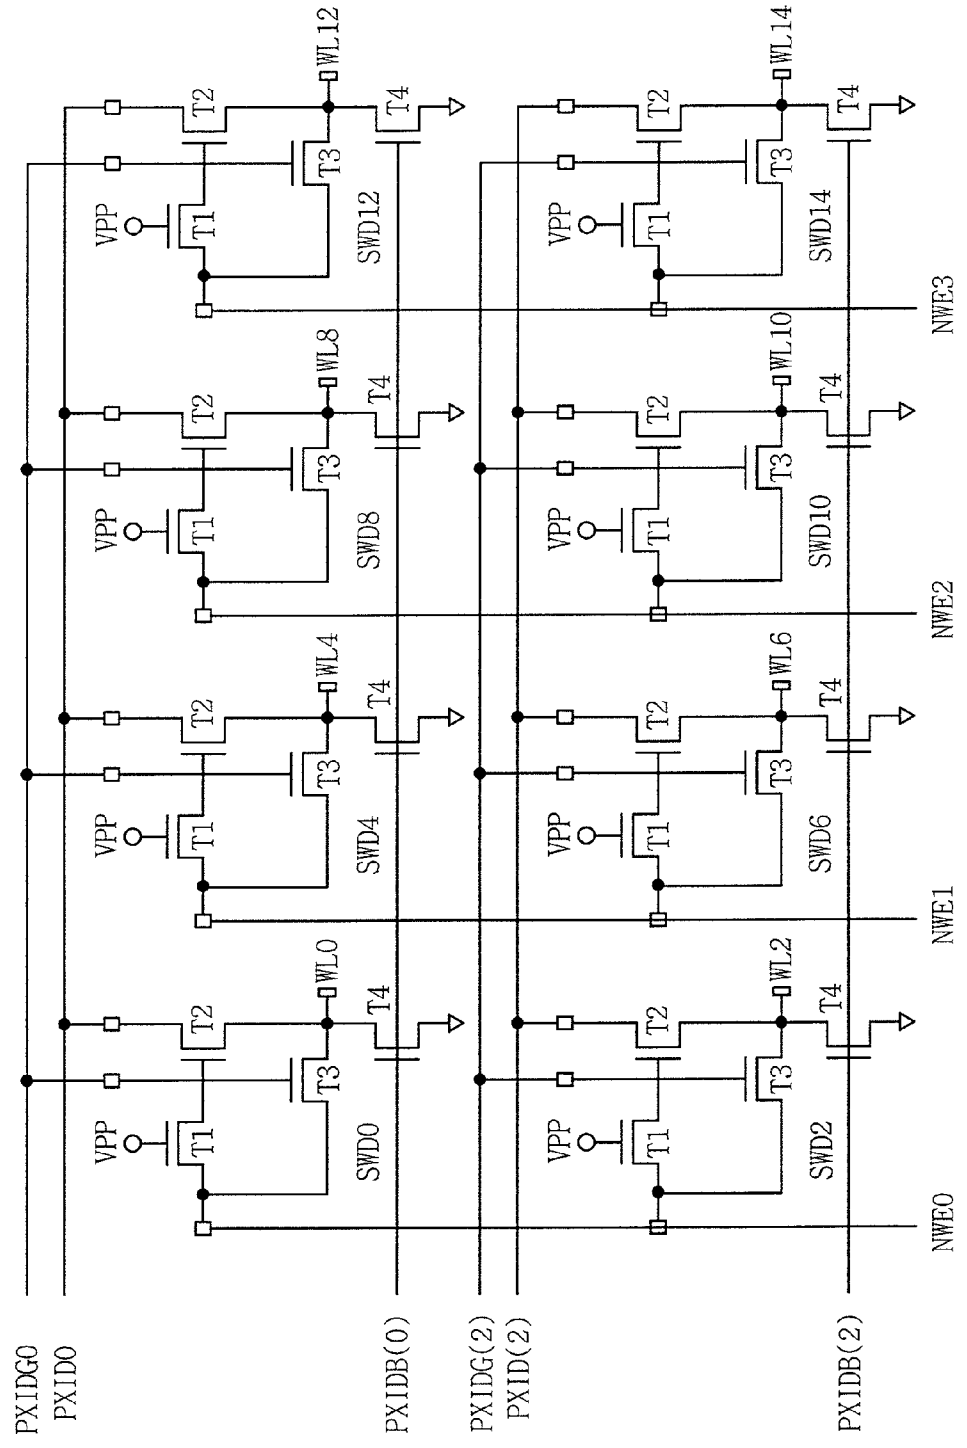 PXIDG0
PXID0
VPP
T1
T2
T3
T4
WL0
SWD0
VPP
T1
T2
T3
T4
WL4
SWD4
VPP
T1
T2
T3
T4
WL8
SWD8
VPP
T1
T2
T3
T4
WL12
SWD12
PXIDB(0)
PXIDG(2)
PXID(2)
VPP
T1
T2
T3
T4
WL2
SWD2
VPP
T1
T2
T3
T4
WL6
SWD6
VPP
T1
T2
T3
T4
WL10
SWD10
VPP
T1
T2
T3
T4
WL14
SWD14
PXIDB(2)
NWE0
NWE1
NWE2
NWE3